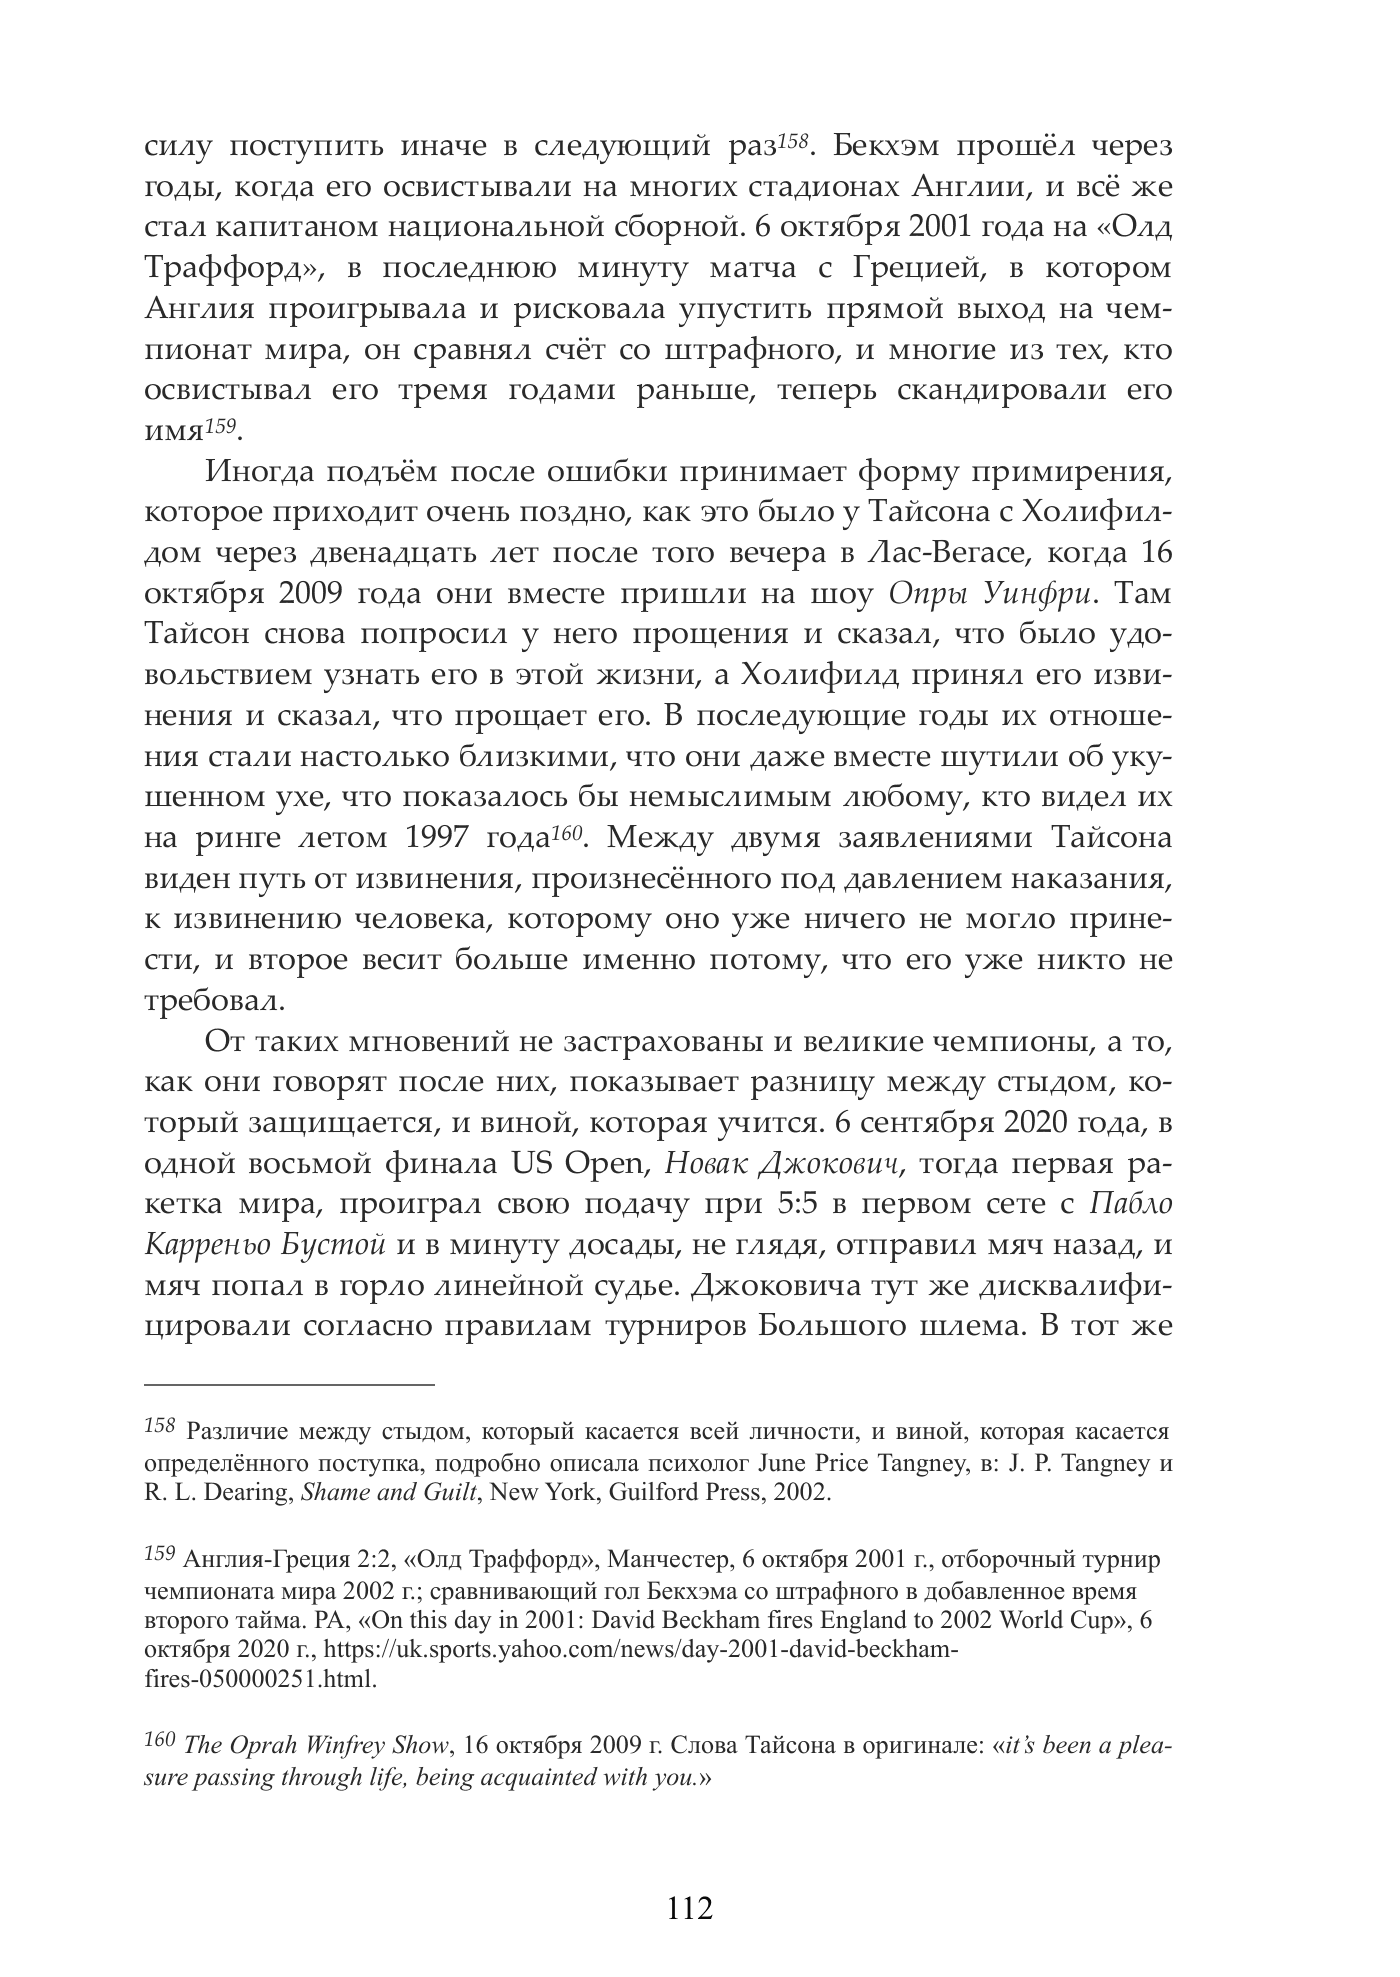 силу поступить иначе в следующий раз158. Бекхэм прошёл через
годы, когда его освистывали на многих стадионах Англии, и всё же
стал капитаном национальной сборной. 6 октября 2001 года на «Олд
Траффорд», в последнюю минуту матча с Грецией, в котором
Англия проигрывала и рисковала упустить прямой выход на чем-
пионат мира, он сравнял счёт со штрафного, и многие из тех, кто
освистывал его тремя годами раньше, теперь скандировали его
имя159.
Иногда подъём после ошибки принимает форму примирения,
которое приходит очень поздно, как это было у Тайсона с Холифил-
дом через двенадцать лет после того вечера в Лас-Вегасе, когда 16
октября 2009 года они вместе пришли на шоу Опры Уинфри. Там
Тайсон снова попросил у него прощения и сказал, что было удо-
вольствием узнать его в этой жизни, а Холифилд принял его изви-
нения и сказал, что прощает его. В последующие годы их отноше-
ния стали настолько близкими, что они даже вместе шутили об уку-
шенном ухе, что показалось бы немыслимым любому, кто видел их
на ринге летом 1997 года160. Между двумя заявлениями Тайсона
виден путь от извинения, произнесённого под давлением наказания,
к извинению человека, которому оно уже ничего не могло прине-
сти, и второе весит больше именно потому, что его уже никто не
требовал.
От таких мгновений не застрахованы и великие чемпионы, а то,
как они говорят после них, показывает разницу между стыдом, ко-
торый защищается, и виной, которая учится. 6 сентября 2020 года, в
одной восьмой финала US Open, Новак Джокович, тогда первая ра-
кетка мира, проиграл свою подачу при 5:5 в первом сете с Пабло
Карреньо Бустой и в минуту досады, не глядя, отправил мяч назад, и
мяч попал в горло линейной судье. Джоковича тут же дисквалифи-
цировали согласно правилам турниров Большого шлема. В тот же
158 Различие между стыдом, который касается всей личности, и виной, которая касается
определённого поступка, подробно описала психолог June Price Tangney, в: J. P. Tangney и
R. L. Dearing, Shame and Guilt, New York, Guilford Press, 2002.
159 Англия-Греция 2:2, «Олд Траффорд», Манчестер, 6 октября 2001 г., отборочный турнир
чемпионата мира 2002 г.; сравнивающий гол Бекхэма со штрафного в добавленное время
второго тайма. PA, «On this day in 2001: David Beckham fires England to 2002 World Cup», 6
октября 2020 г., https://uk.sports.yahoo.com/news/day-2001-david-beckham-
fires-050000251.html.
160 The Oprah Winfrey Show, 16 октября 2009 г. Слова Тайсона в оригинале: «it’s been a plea-
sure passing through life, being acquainted with you.»
112